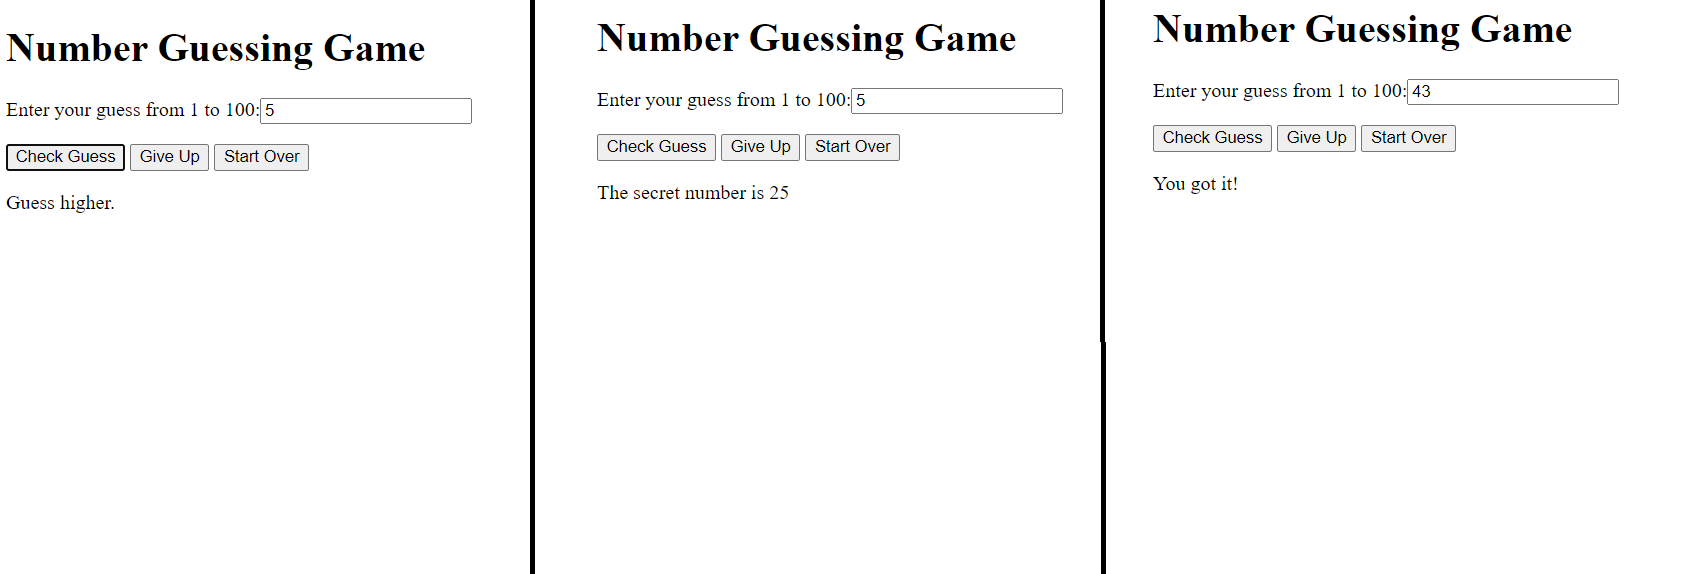 Number Guessing Game
Enter your guess from 1 to 100: 5
Check Guess Give Up Start Over
Guess higher.
Number Guessing Game
Enter your guess from 1 to 100: 5
Check Guess Give Up Start Over
The secret number is 25
Number Guessing Game
Enter your guess from 1 to 100: 43
Check Guess Give Up Start Over
You got it!